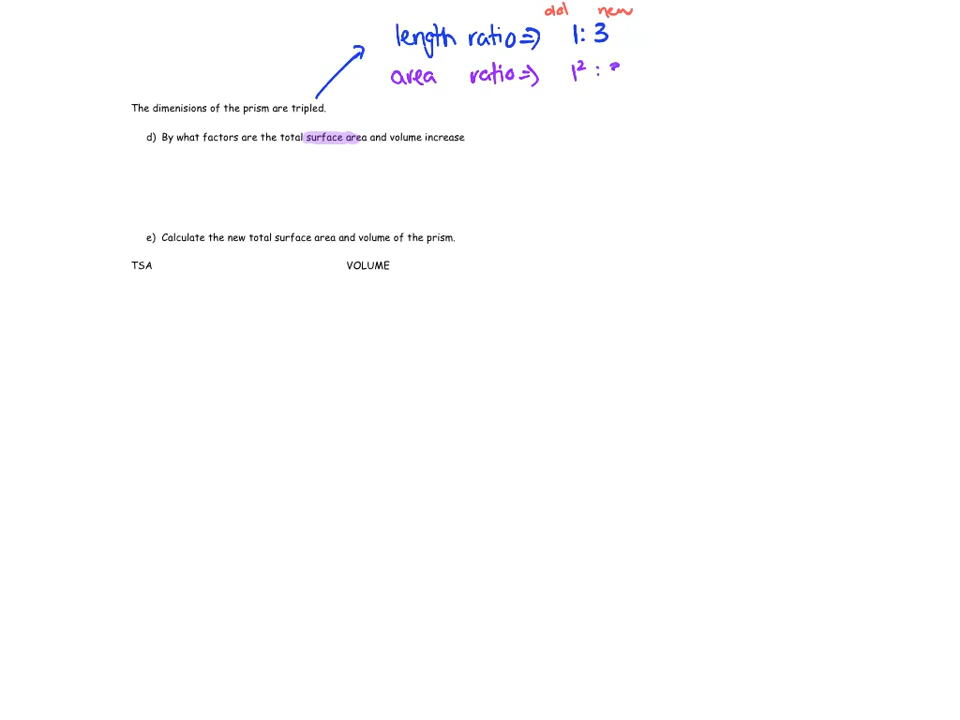 old new
length ratio ⇒ 1 : 3
area ratio ⇒ 1² :
The dimenisions of the prism are tripled.
d) By what factors are the total surface area and volume increase
e) Calculate the new total surface area and volume of the prism.
TSA VOLUME